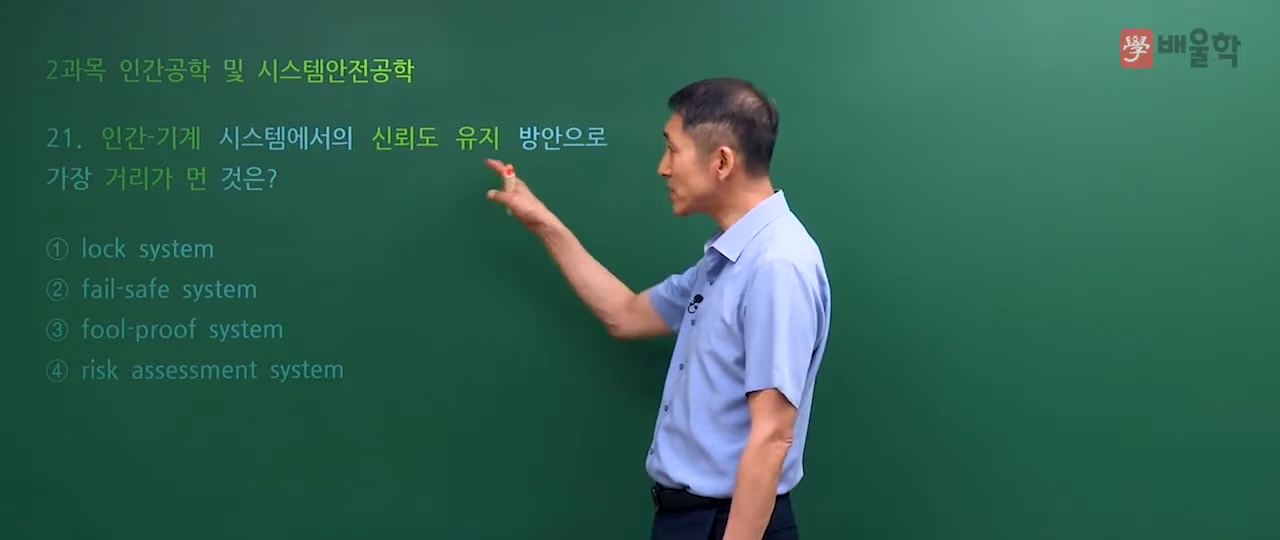 學배울학
2과목 인간공학 및 시스템안전공학
21. 인간-기계 시스템에서의 신뢰도 유지 방안으로
가장 거리가 먼 것은?
① lock system
② fail-safe system
③ fool-proof system
④ risk assessment system